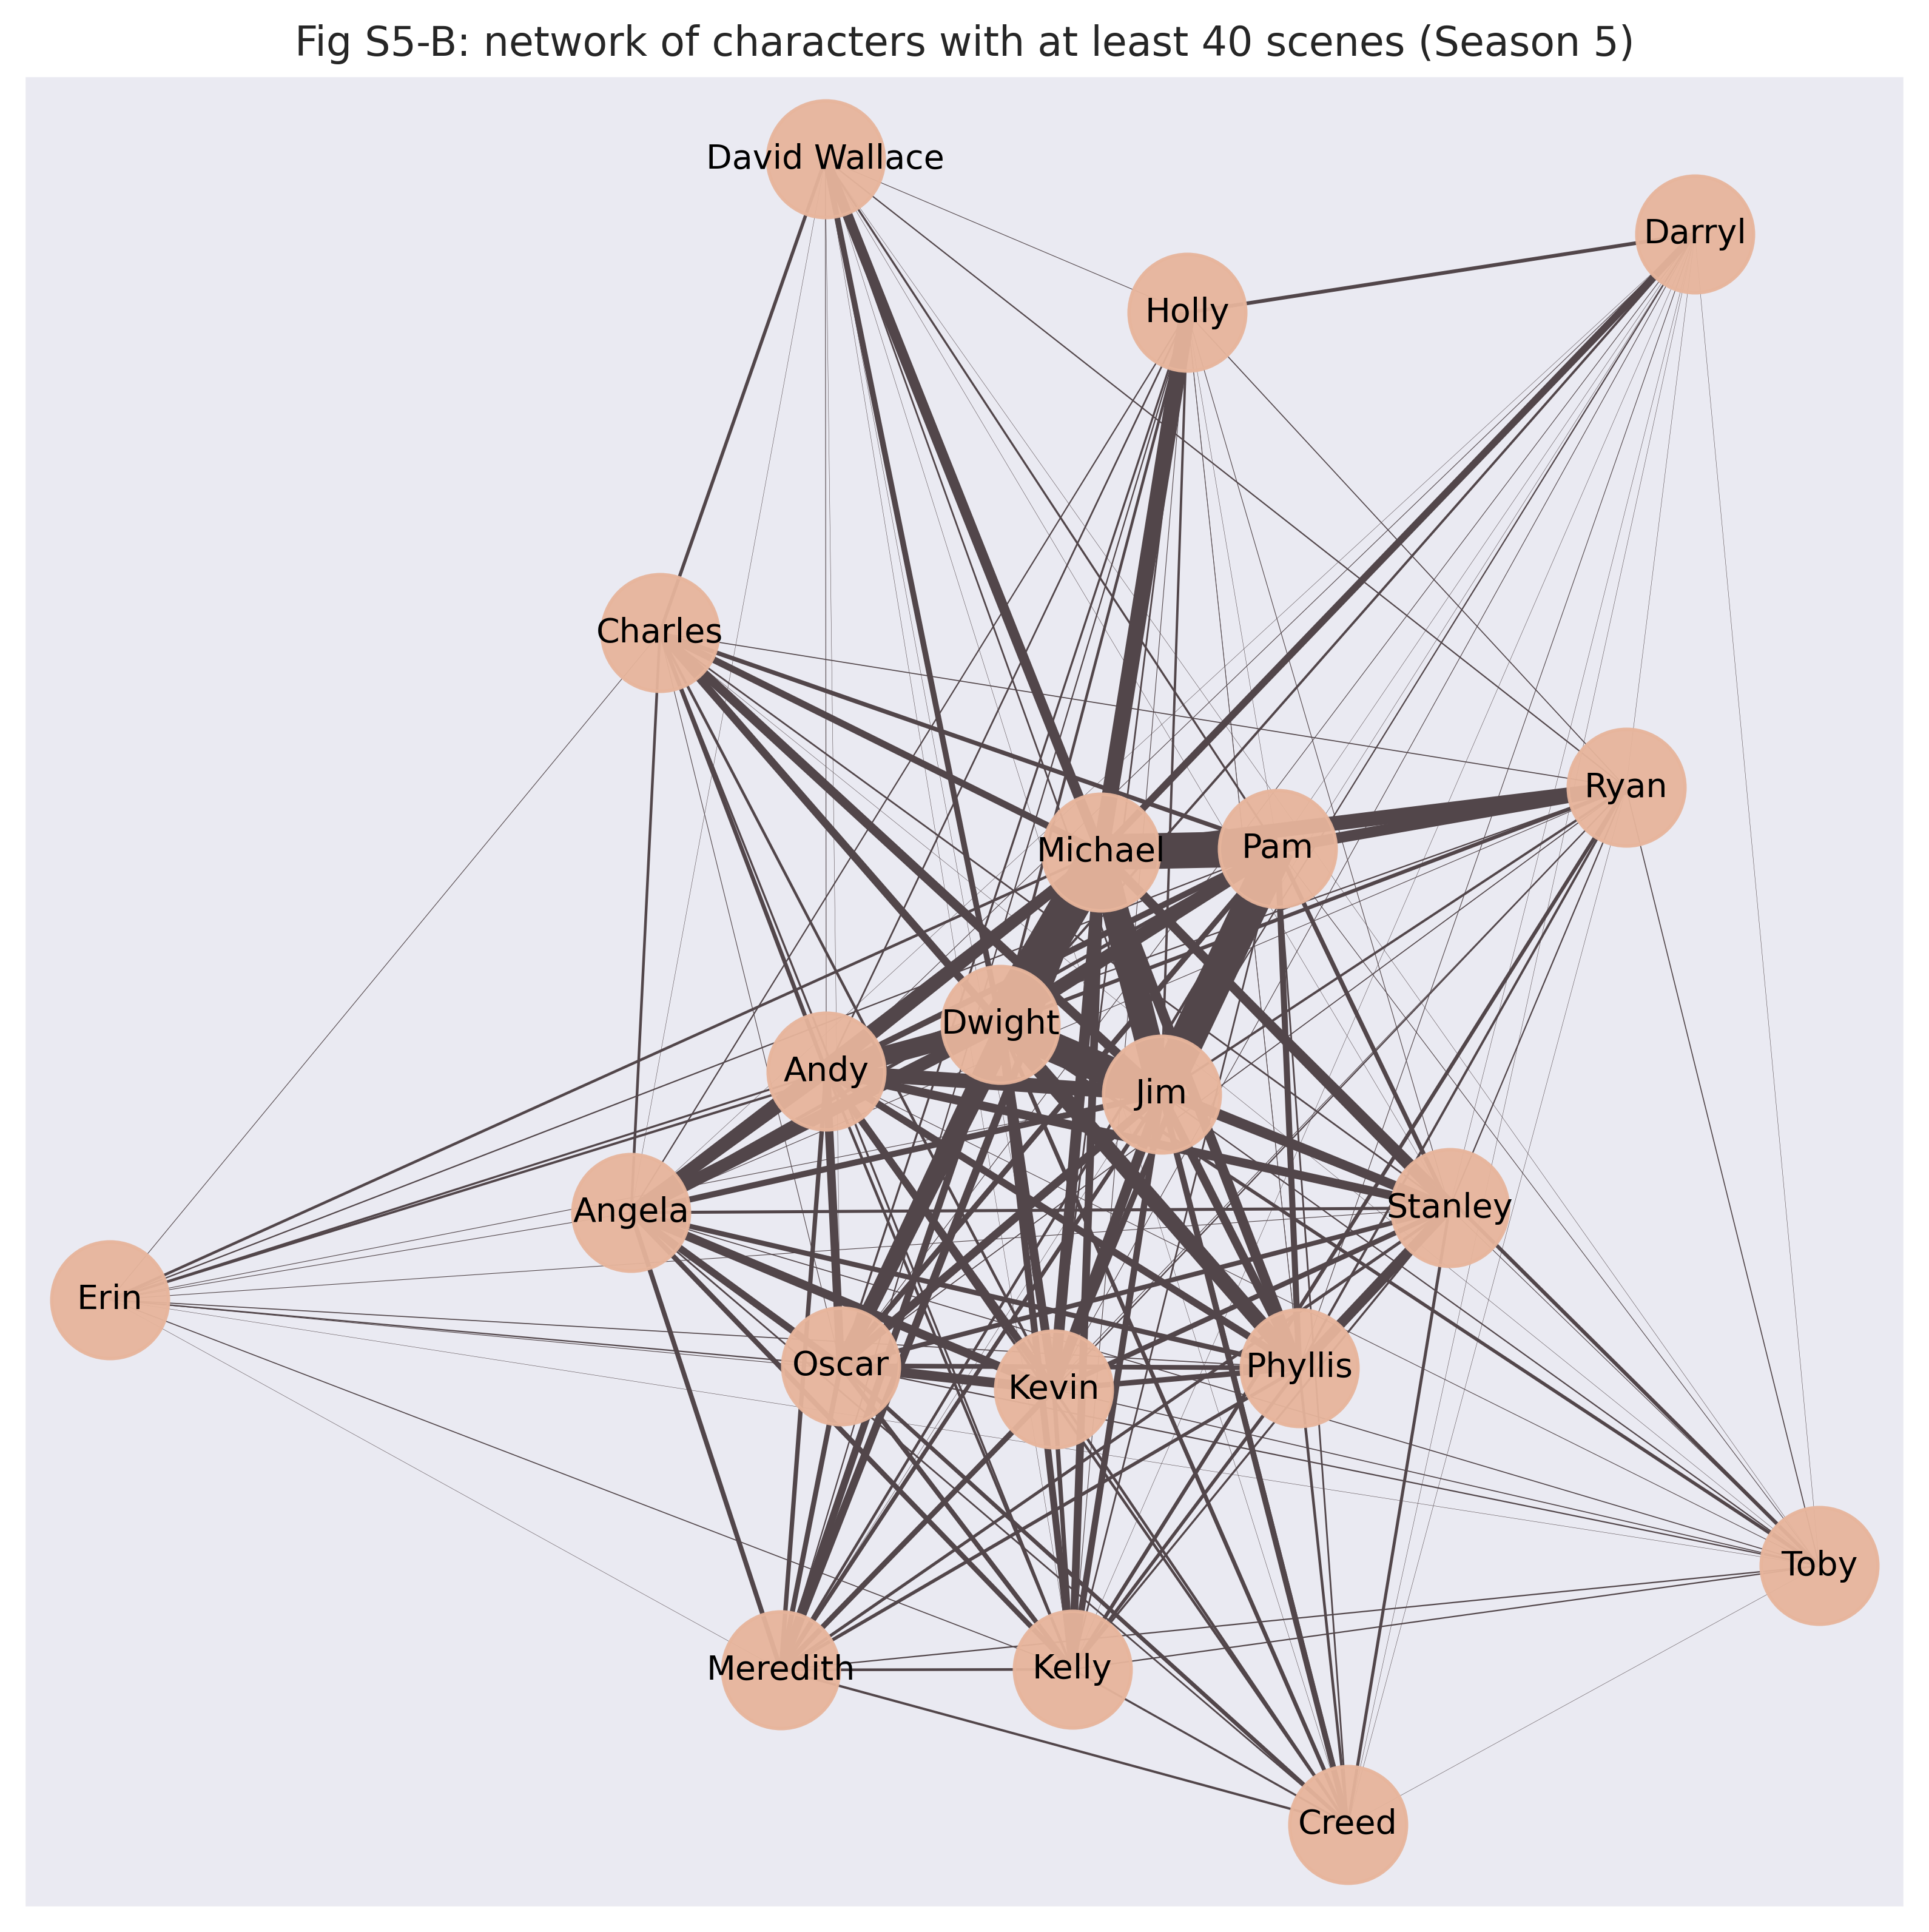 Fig S5-B: network of characters with at least 40 scenes (Season 5)
David Wallace
Darryl
Holly
Charles
Ryan
Michael
Pam
Dwight
Andy
Jim
Angela
Stanley
Erin
Oscar
Kevin
Phyllis
Toby
Meredith
Kelly
Creed